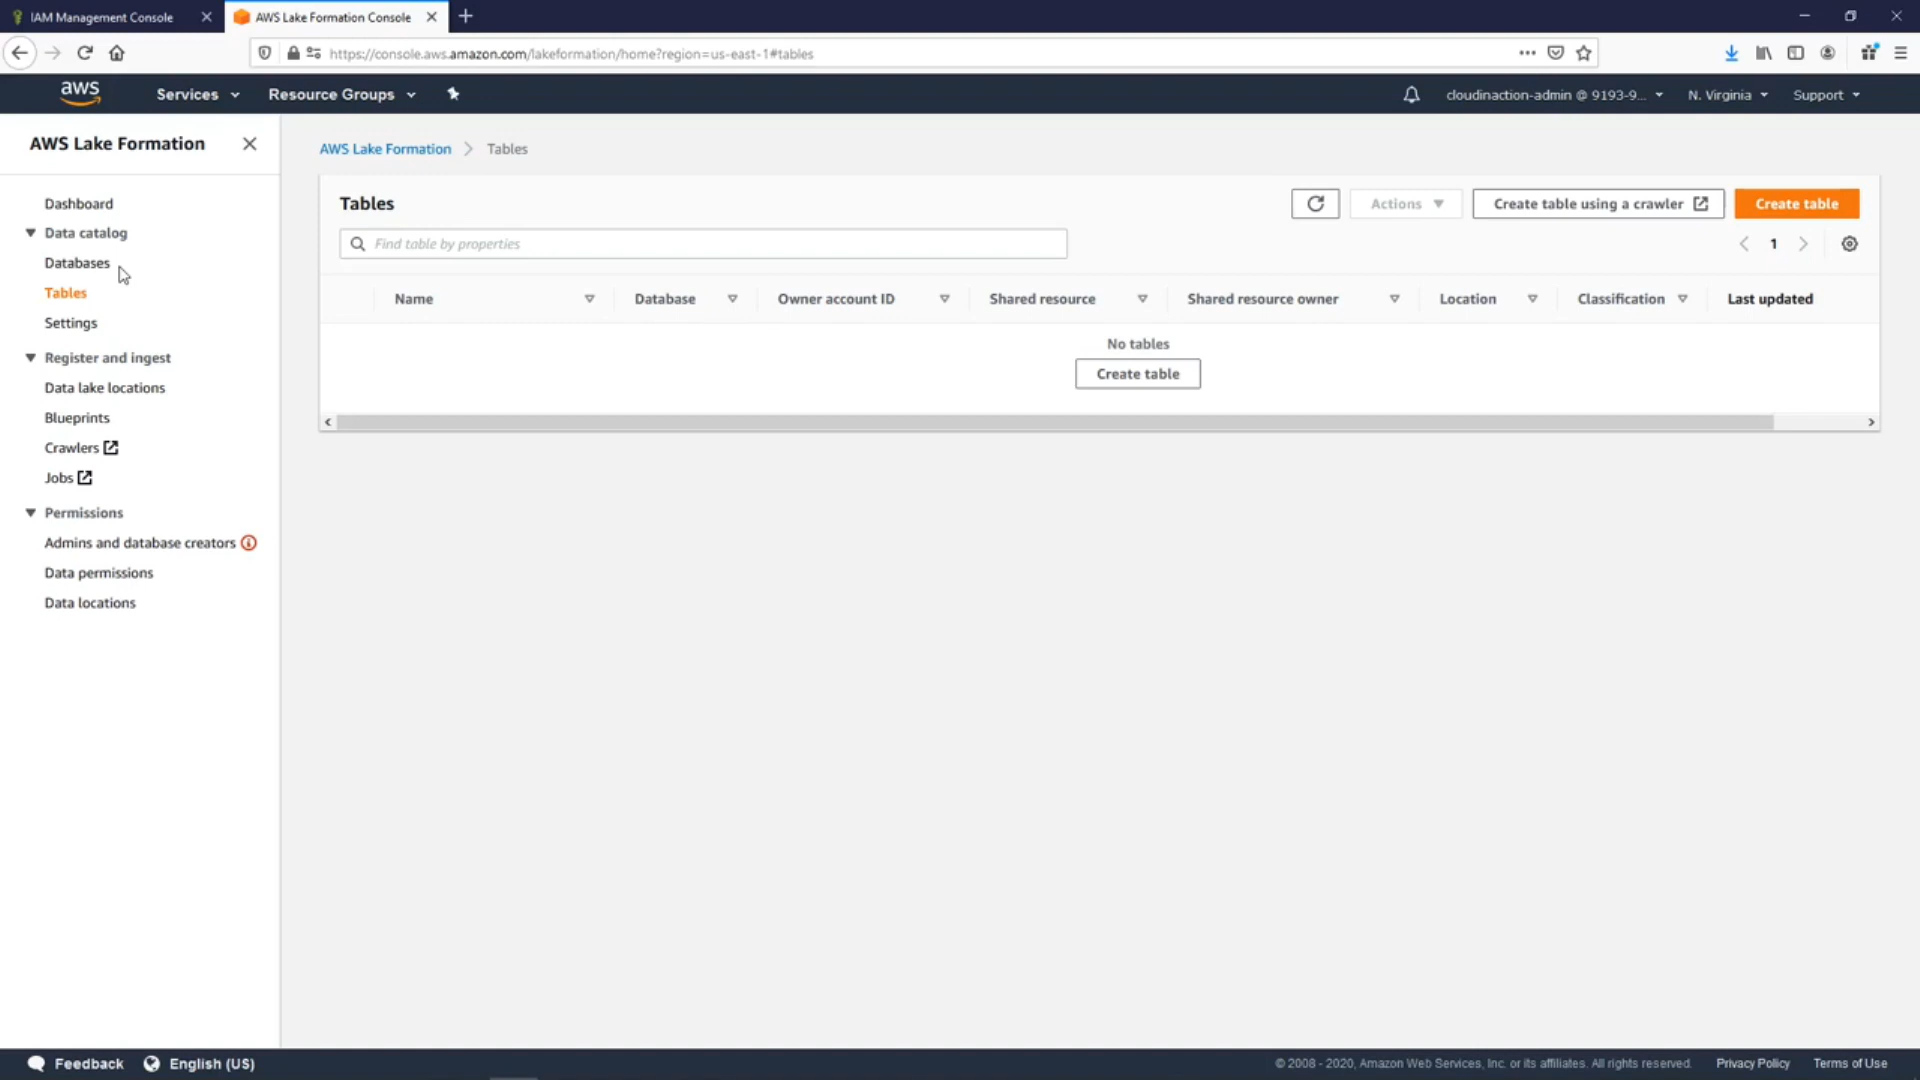 IAM Management Console
AWS Lake Formation Console
https://console.aws.amazon.com/lakeformation/home?region=us-east-1#tables
aws Services Resource Groups cloudinaction-admin @ 9193-9... N. Virginia Support
AWS Lake Formation
Dashboard
Data catalog
Databases
Tables
Settings
Register and ingest
Data lake locations
Blueprints
Crawlers
Jobs
Permissions
Admins and database creators
Data permissions
Data locations
AWS Lake Formation > Tables
Tables
Actions
Create table using a crawler
Create table
Find table by properties
1
Name Database Owner account ID Shared resource Shared resource owner Location Classification Last updated
No tables
Create table
Feedback English (US)
© 2008 - 2020, Amazon Web Services, Inc. or its affiliates. All rights reserved. Privacy Policy Terms of Use